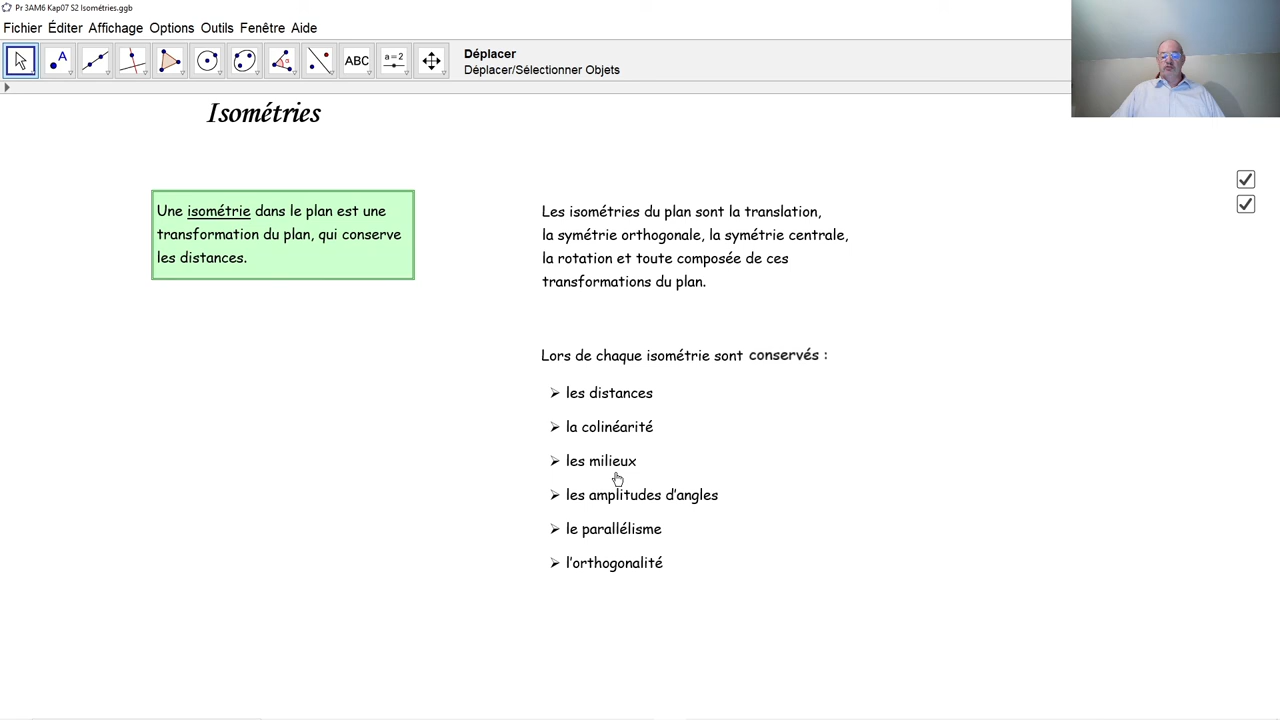 Pr 3AM6 Kap07 S2 Isométries.ggb
Fichier Éditer Affichage Options Outils Fenêtre Aide
A
ABC
a=2
Déplacer
Déplacer/Sélectionner Objets
Isométries
Une isométrie dans le plan est une
transformation du plan, qui conserve
les distances.
Les isométries du plan sont la translation,
la symétrie orthogonale, la symétrie centrale,
la rotation et toute composée de ces
transformations du plan.
Lors de chaque isométrie sont conservés :
➢ les distances
➢ la colinéarité
➢ les milieux
➢ les amplitudes d'angles
➢ le parallélisme
➢ l'orthogonalité